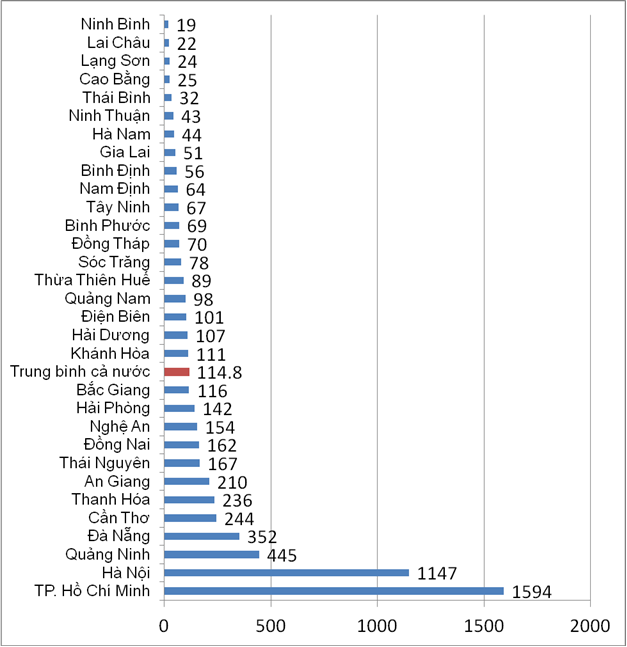 Ninh Bình 19
Lai Châu 22
Lạng Sơn 24
Cao Bằng 25
Thái Bình 32
Ninh Thuận 43
Hà Nam 44
Gia Lai 51
Bình Định 56
Nam Định 64
Tây Ninh 67
Bình Phước 69
Đồng Tháp 70
Sóc Trăng 78
Thừa Thiên Huế 89
Quảng Nam 98
Điện Biên 101
Hải Dương 107
Khánh Hòa 111
Trung bình cả nước 114.8
Bắc Giang 116
Hải Phòng 142
Nghệ An 154
Đồng Nai 162
Thái Nguyên 167
An Giang 210
Thanh Hóa 236
Cần Thơ 244
Đà Nẵng 352
Quảng Ninh 445
Hà Nội 1147
TP. Hồ Chí Minh 1594
0 500 1000 1500 2000